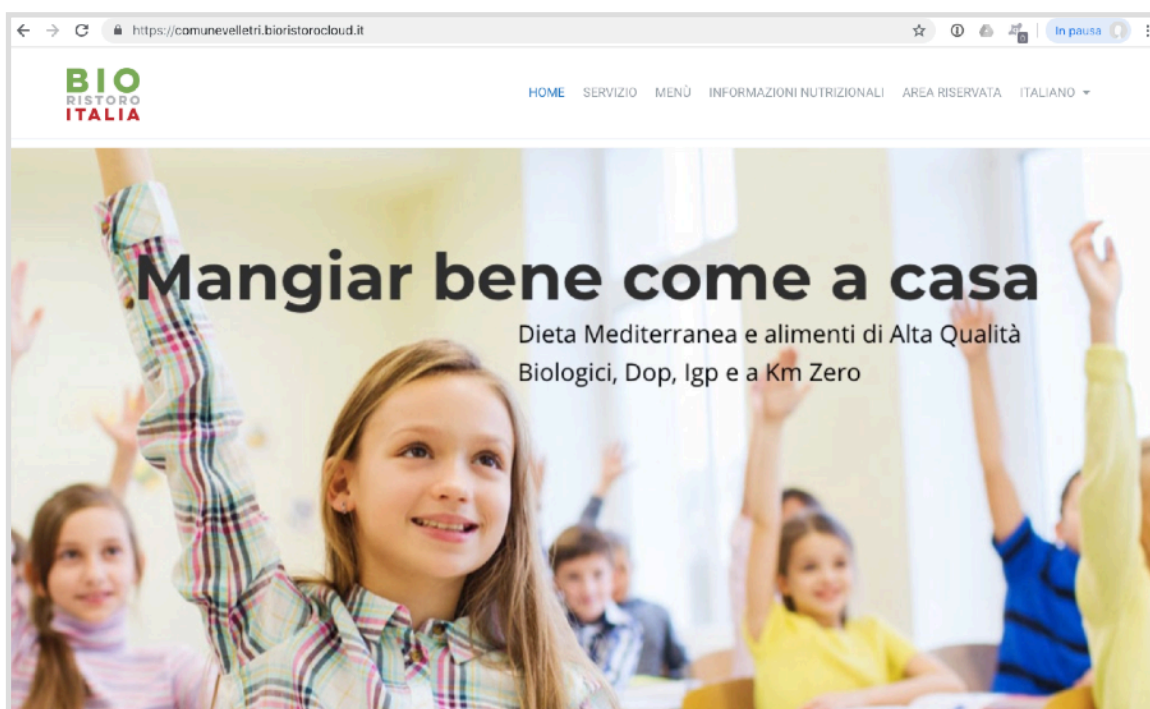 https://comunevelletri.bioristorocloud.it
In pausa
BIO
RISTORO
ITALIA
HOME SERVIZIO MENÙ INFORMAZIONI NUTRIZIONALI AREA RISERVATA ITALIANO
Mangiar bene come a casa
Dieta Mediterranea e alimenti di Alta Qualità
Biologici, Dop, Igp e a Km Zero